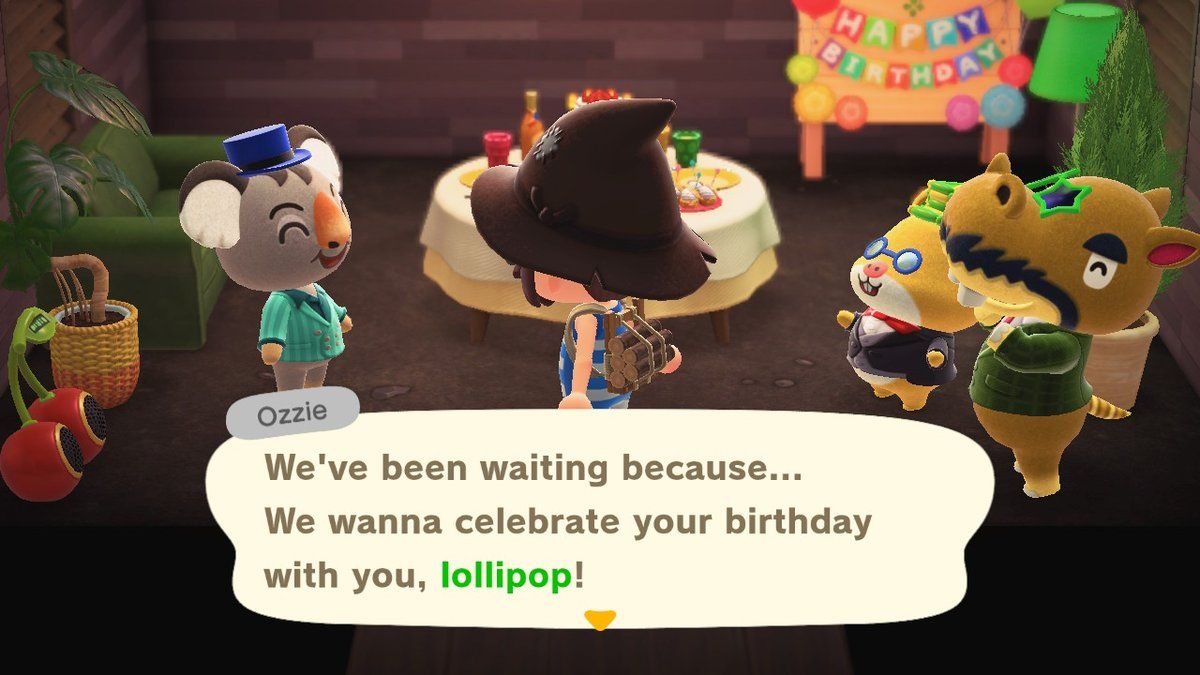 HAPPY
BIRTHDAY
Ozzie
We've been waiting because...
We wanna celebrate your birthday
with you, lollipop!